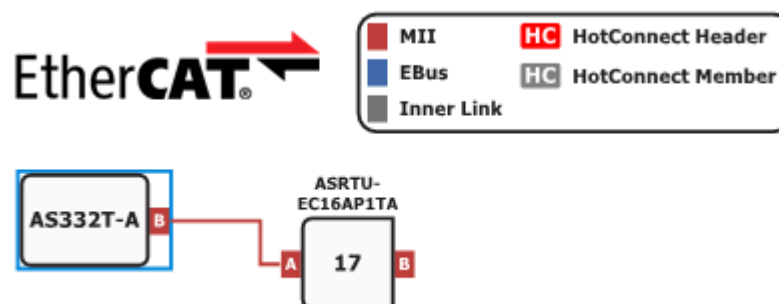 EtherCAT®
MII
HC HotConnect Header
EBus
HC HotConnect Member
Inner Link
AS332T-A B
ASRTU-
EC16AP1TA
A 17 B